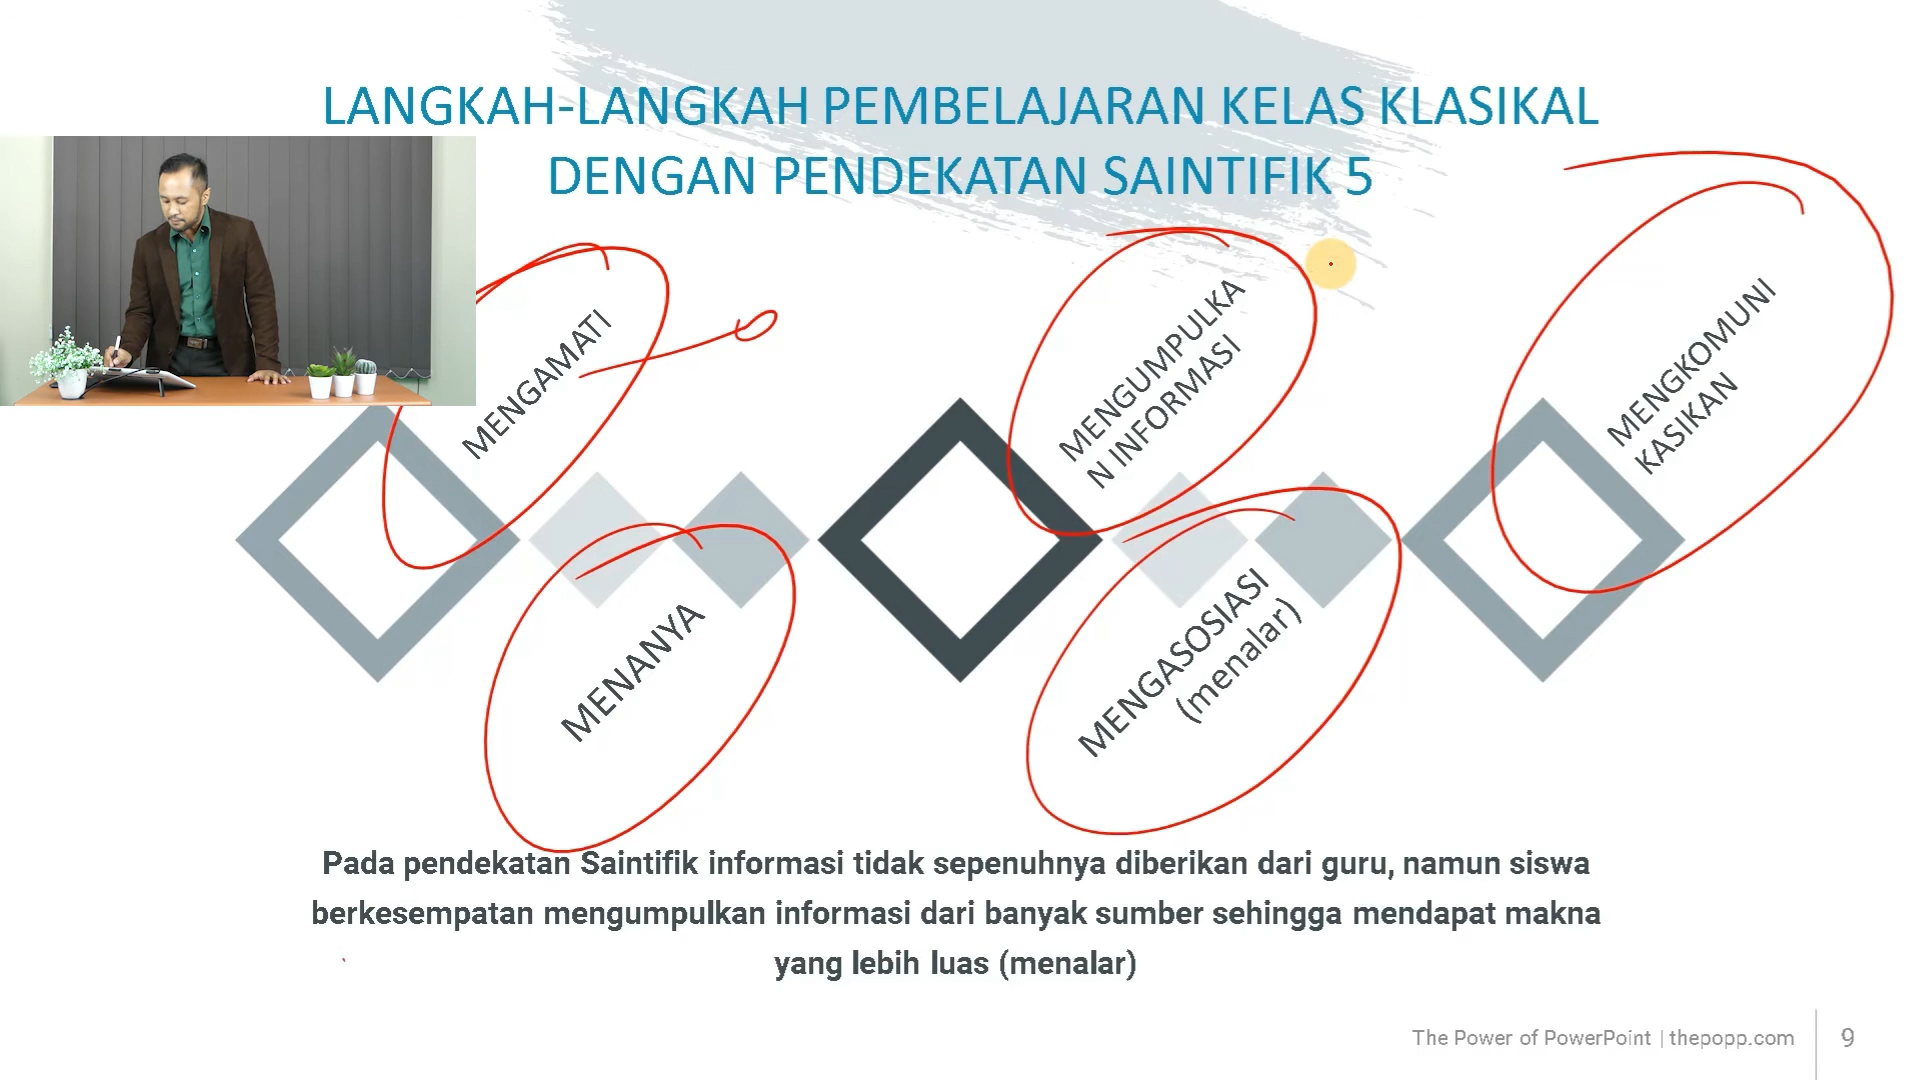 LANGKAH-LANGKAH PEMBELAJARAN KELAS KLASIKAL
DENGAN PENDEKATAN SAINTIFIK 5
MENGAMATI
MENANYA
MENGUMPULKA
N INFORMASI
MENGASOSIASI
(menalar)
MENGKOMUNI
KASIKAN
Pada pendekatan Saintifik informasi tidak sepenuhnya diberikan dari guru, namun siswa
berkesempatan mengumpulkan informasi dari banyak sumber sehingga mendapat makna
yang lebih luas (menalar)
The Power of PowerPoint | thepopp.com
9